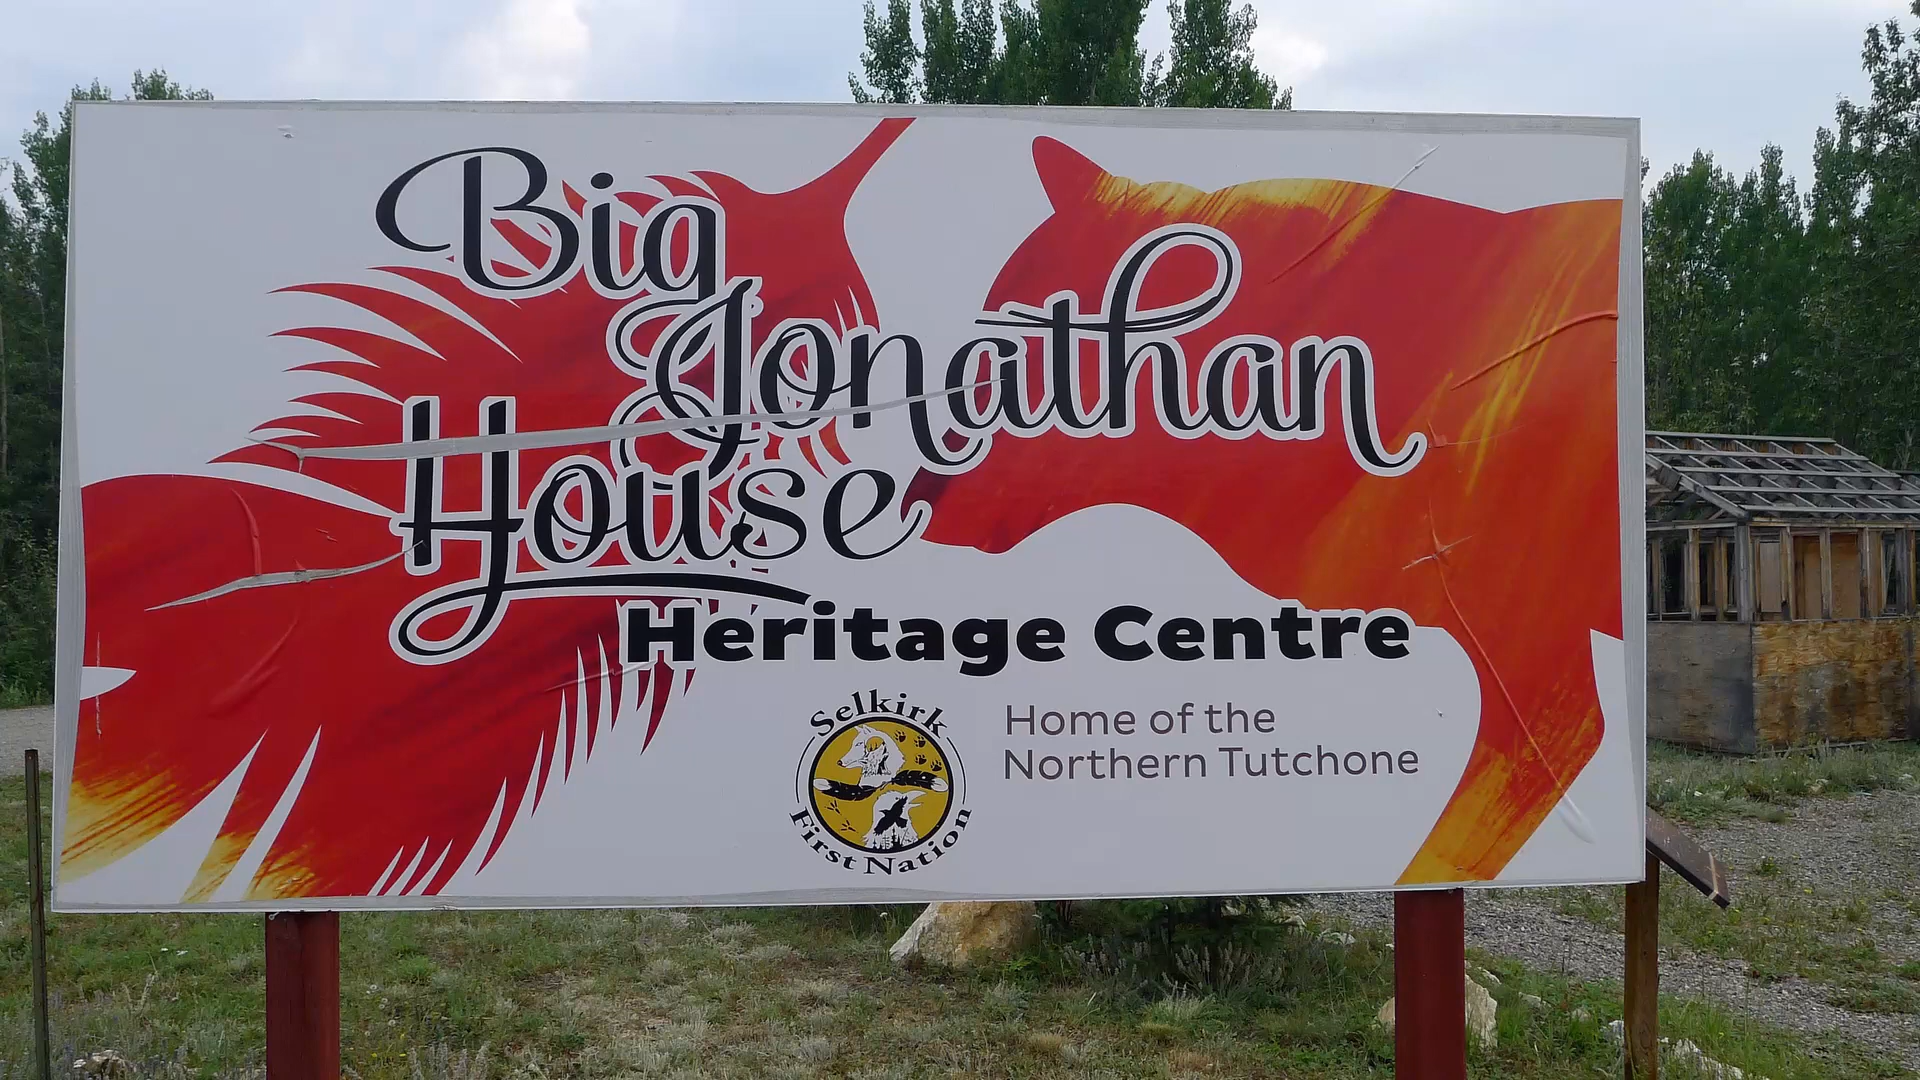 Big
Jonathan
House
Heritage Centre
Selkirk
First Nation
Home of the
Northern Tutchone